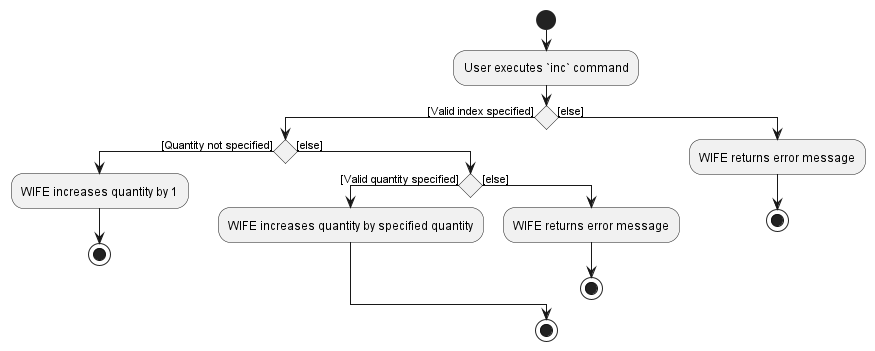 User executes `inc` command
[Valid index specified]
[else]
[Quantity not specified]
[else]
WIFE returns error message
[Valid quantity specified]
[else]
WIFE increases quantity by 1
WIFE increases quantity by specified quantity
WIFE returns error message